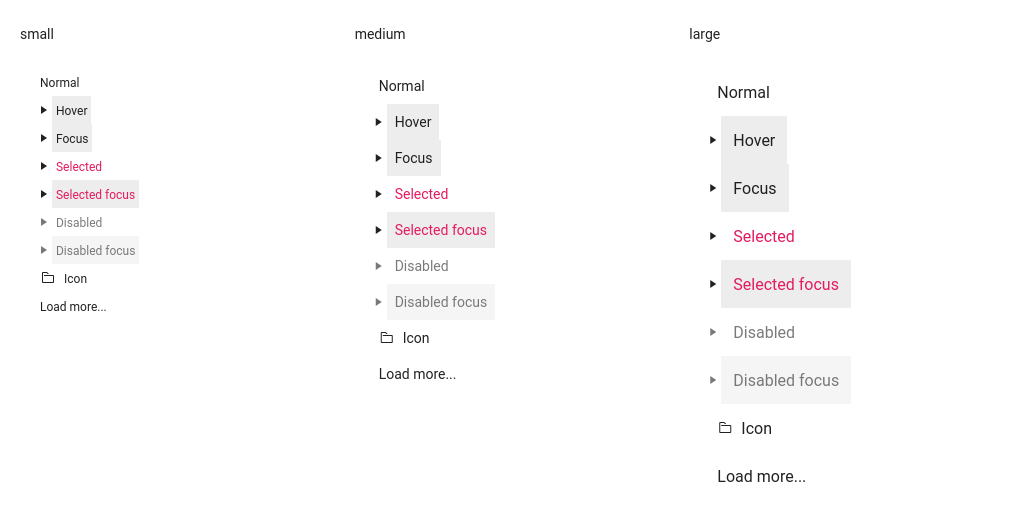 small
Normal
Hover
Focus
Selected
Selected focus
Disabled
Disabled focus
Icon
Load more...
medium
Normal
Hover
Focus
Selected
Selected focus
Disabled
Disabled focus
Icon
Load more...
large
Normal
Hover
Focus
Selected
Selected focus
Disabled
Disabled focus
Icon
Load more...